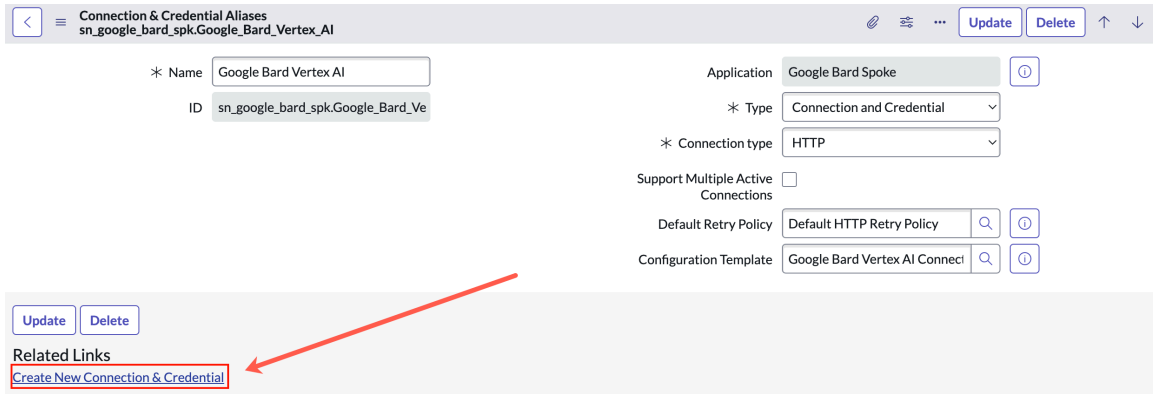 Connection & Credential Aliases
sn_google_bard_spk.Google_Bard_Vertex_AI
Update
Delete
Name
Google Bard Vertex AI
ID
sn_google_bard_spk.Google_Bard_Ve
Application
Google Bard Spoke
Type
Connection and Credential
Connection type
HTTP
Support Multiple Active
Connections
Default Retry Policy
Default HTTP Retry Policy
Configuration Template
Google Bard Vertex AI Connect
Update
Delete
Related Links
Create New Connection & Credential